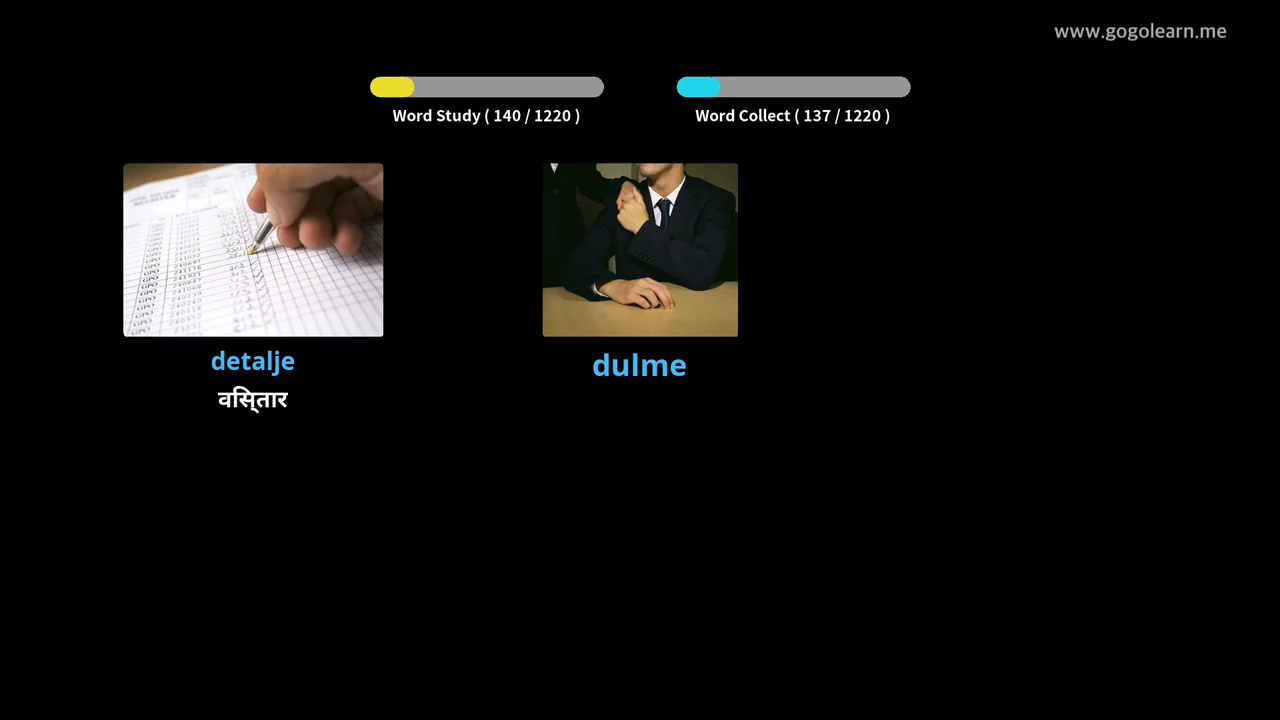 www.gogolearn.me
Word Study ( 140 / 1220 )
Word Collect ( 137 / 1220 )
detalje
dulme
विस्तार